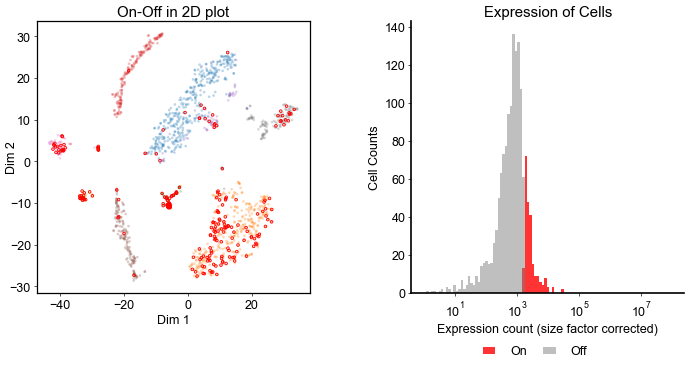 On-Off in 2D plot
30
20
10
0
−10
−20
−30
Dim 2
−40 −20 0 20
Dim 1
Expression of Cells
140
120
100
80
60
40
20
0
Cell Counts
10^1 10^3 10^5 10^7
Expression count (size factor corrected)
On Off